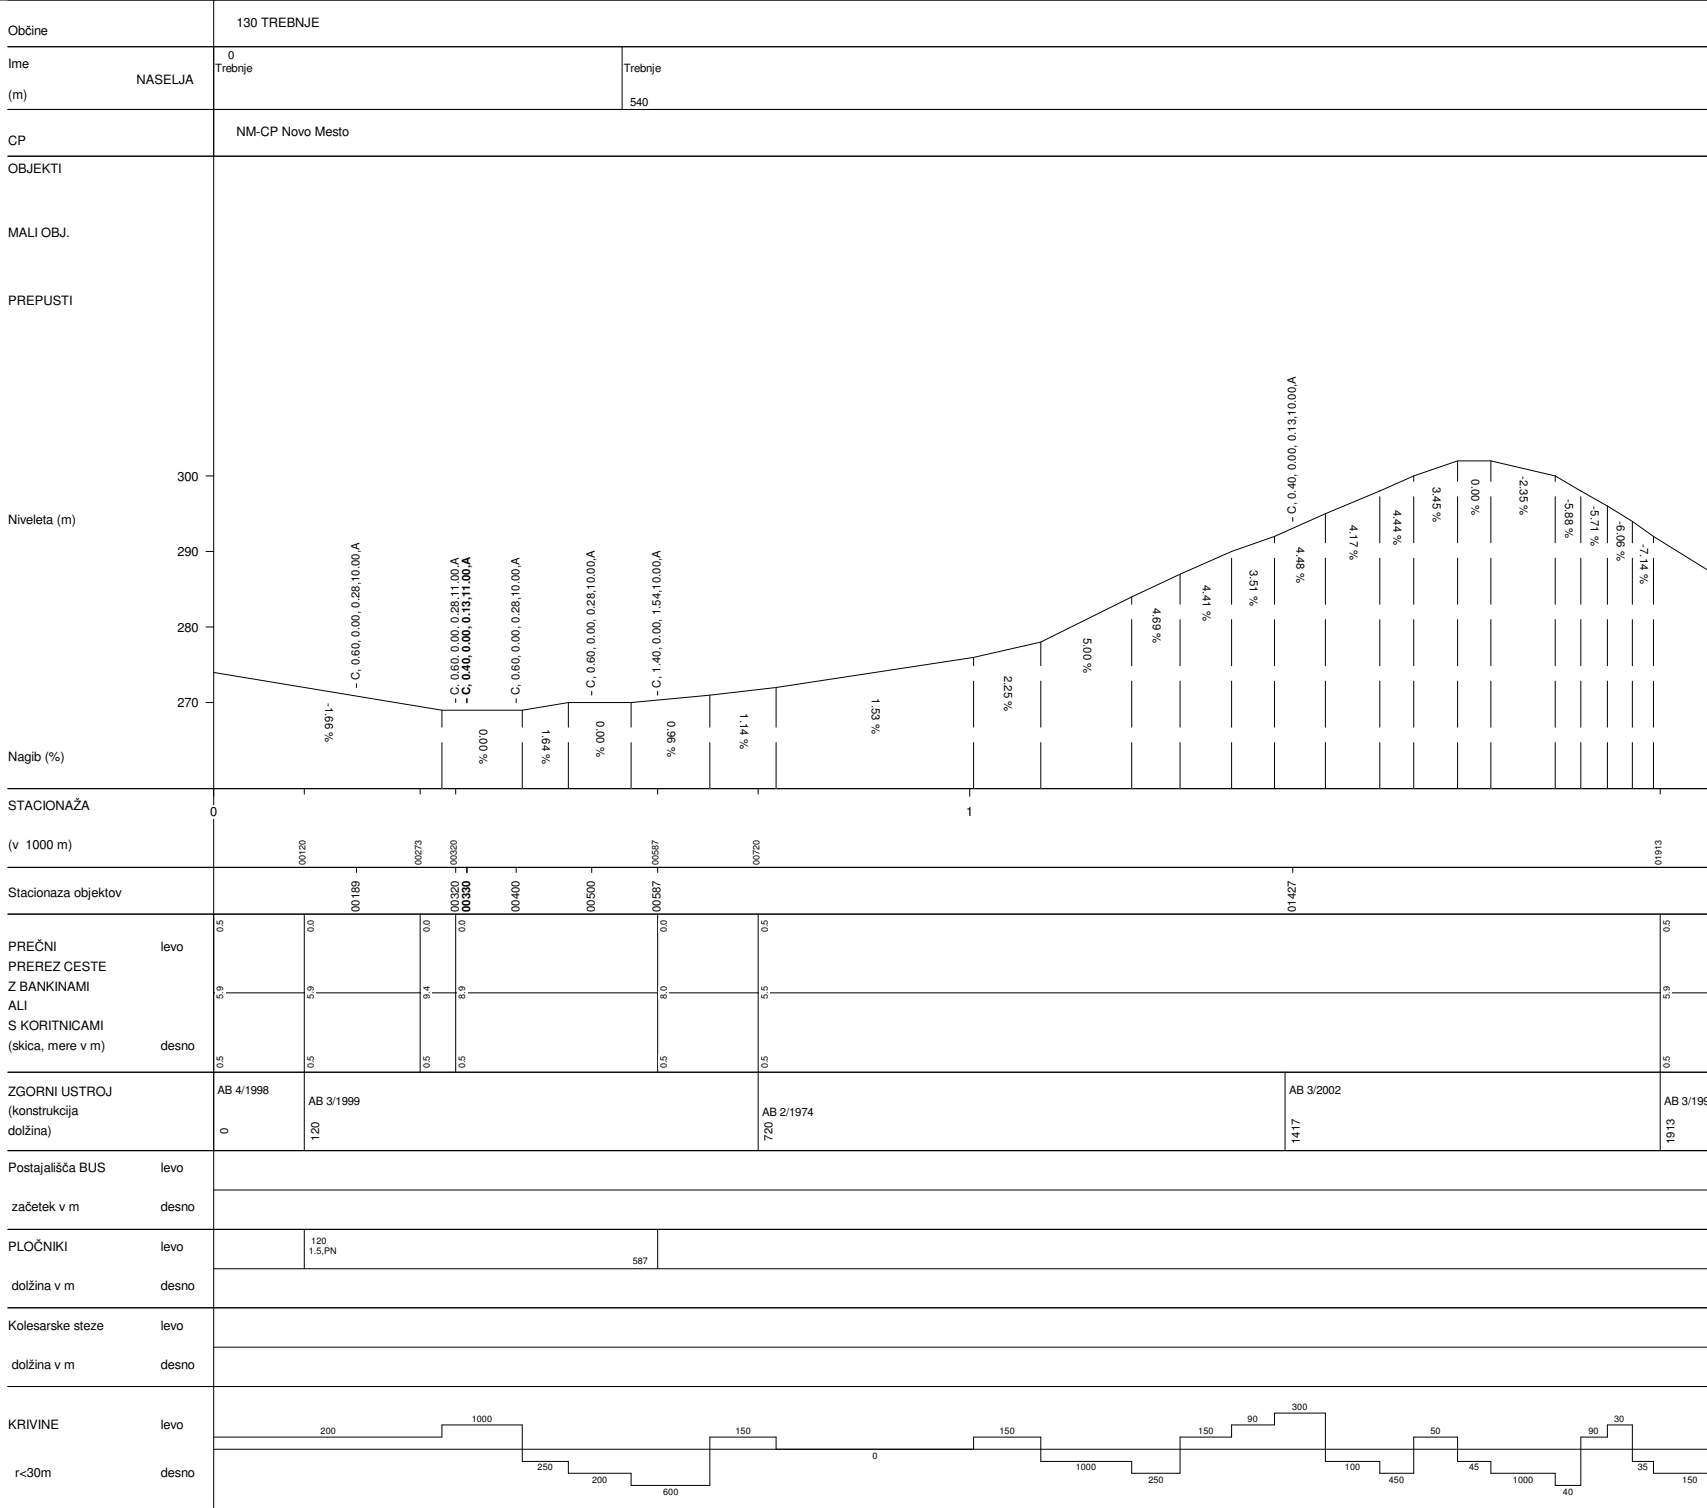 Občine
130 TREBNJE
Ime
NASELJA
(m)
0
Trebnje
Trebnje
540
CP
NM-CP Novo Mesto
OBJEKTI
MALI OBJ.
PREPUSTI
300
Niveleta (m)
290
280
270
Nagib (%)
- C, 0.60, 0.00, 0.28,10.00,A
- C, 0.60, 0.00, 0.28,11.00,A
- C, 0.40, 0.00, 0.13,11.00,A
- C, 0.60, 0.00, 0.28,10.00,A
- C, 0.60, 0.00, 0.28,10.00,A
- C, 1.40, 0.00, 1.54,10.00,A
- C, 0.40, 0.00, 0.13,10.00,A
-1.66 %
0.00 %
1.64 %
0.00 %
0.96 %
1.14 %
1.53 %
2.25 %
5.00 %
4.69 %
4.41 %
3.51 %
4.48 %
4.17 %
4.44 %
3.45 %
0.00 %
-2.35 %
-5.88 %
-5.71 %
-6.06 %
-7.14 %
STACIONAŽA
0
1
(v 1000 m)
00120
00273
00320
00587
00720
01913
Stacionaza objektov
00189
00320
00330
00400
00500
00587
01427
PREČNI levo
PREREZ CESTE
Z BANKINAMI
ALI
S KORITNICAMI
(skica, mere v m) desno
0.5
0.0
0.0
0.0
0.0
0.5
0.5
5.9
5.9
9.4
8.9
8.0
5.5
5.9
0.5
0.5
0.5
0.5
0.5
0.5
0.5
ZGORNI USTROJ
(konstrukcija
dolžina)
AB 4/1998
0
AB 3/1999
120
AB 2/1974
720
AB 3/2002
1417
AB 3/199
1913
Postajališča BUS levo
začetek v m desno
PLOČNIKI levo
120
1.5,PN
587
dolžina v m desno
Kolesarske steze levo
dolžina v m desno
KRIVINE levo
200
1000
150
150
150
90
300
50
90
30
r<30m desno
250
200
600
0
1000
250
100
450
45
1000
40
35
150